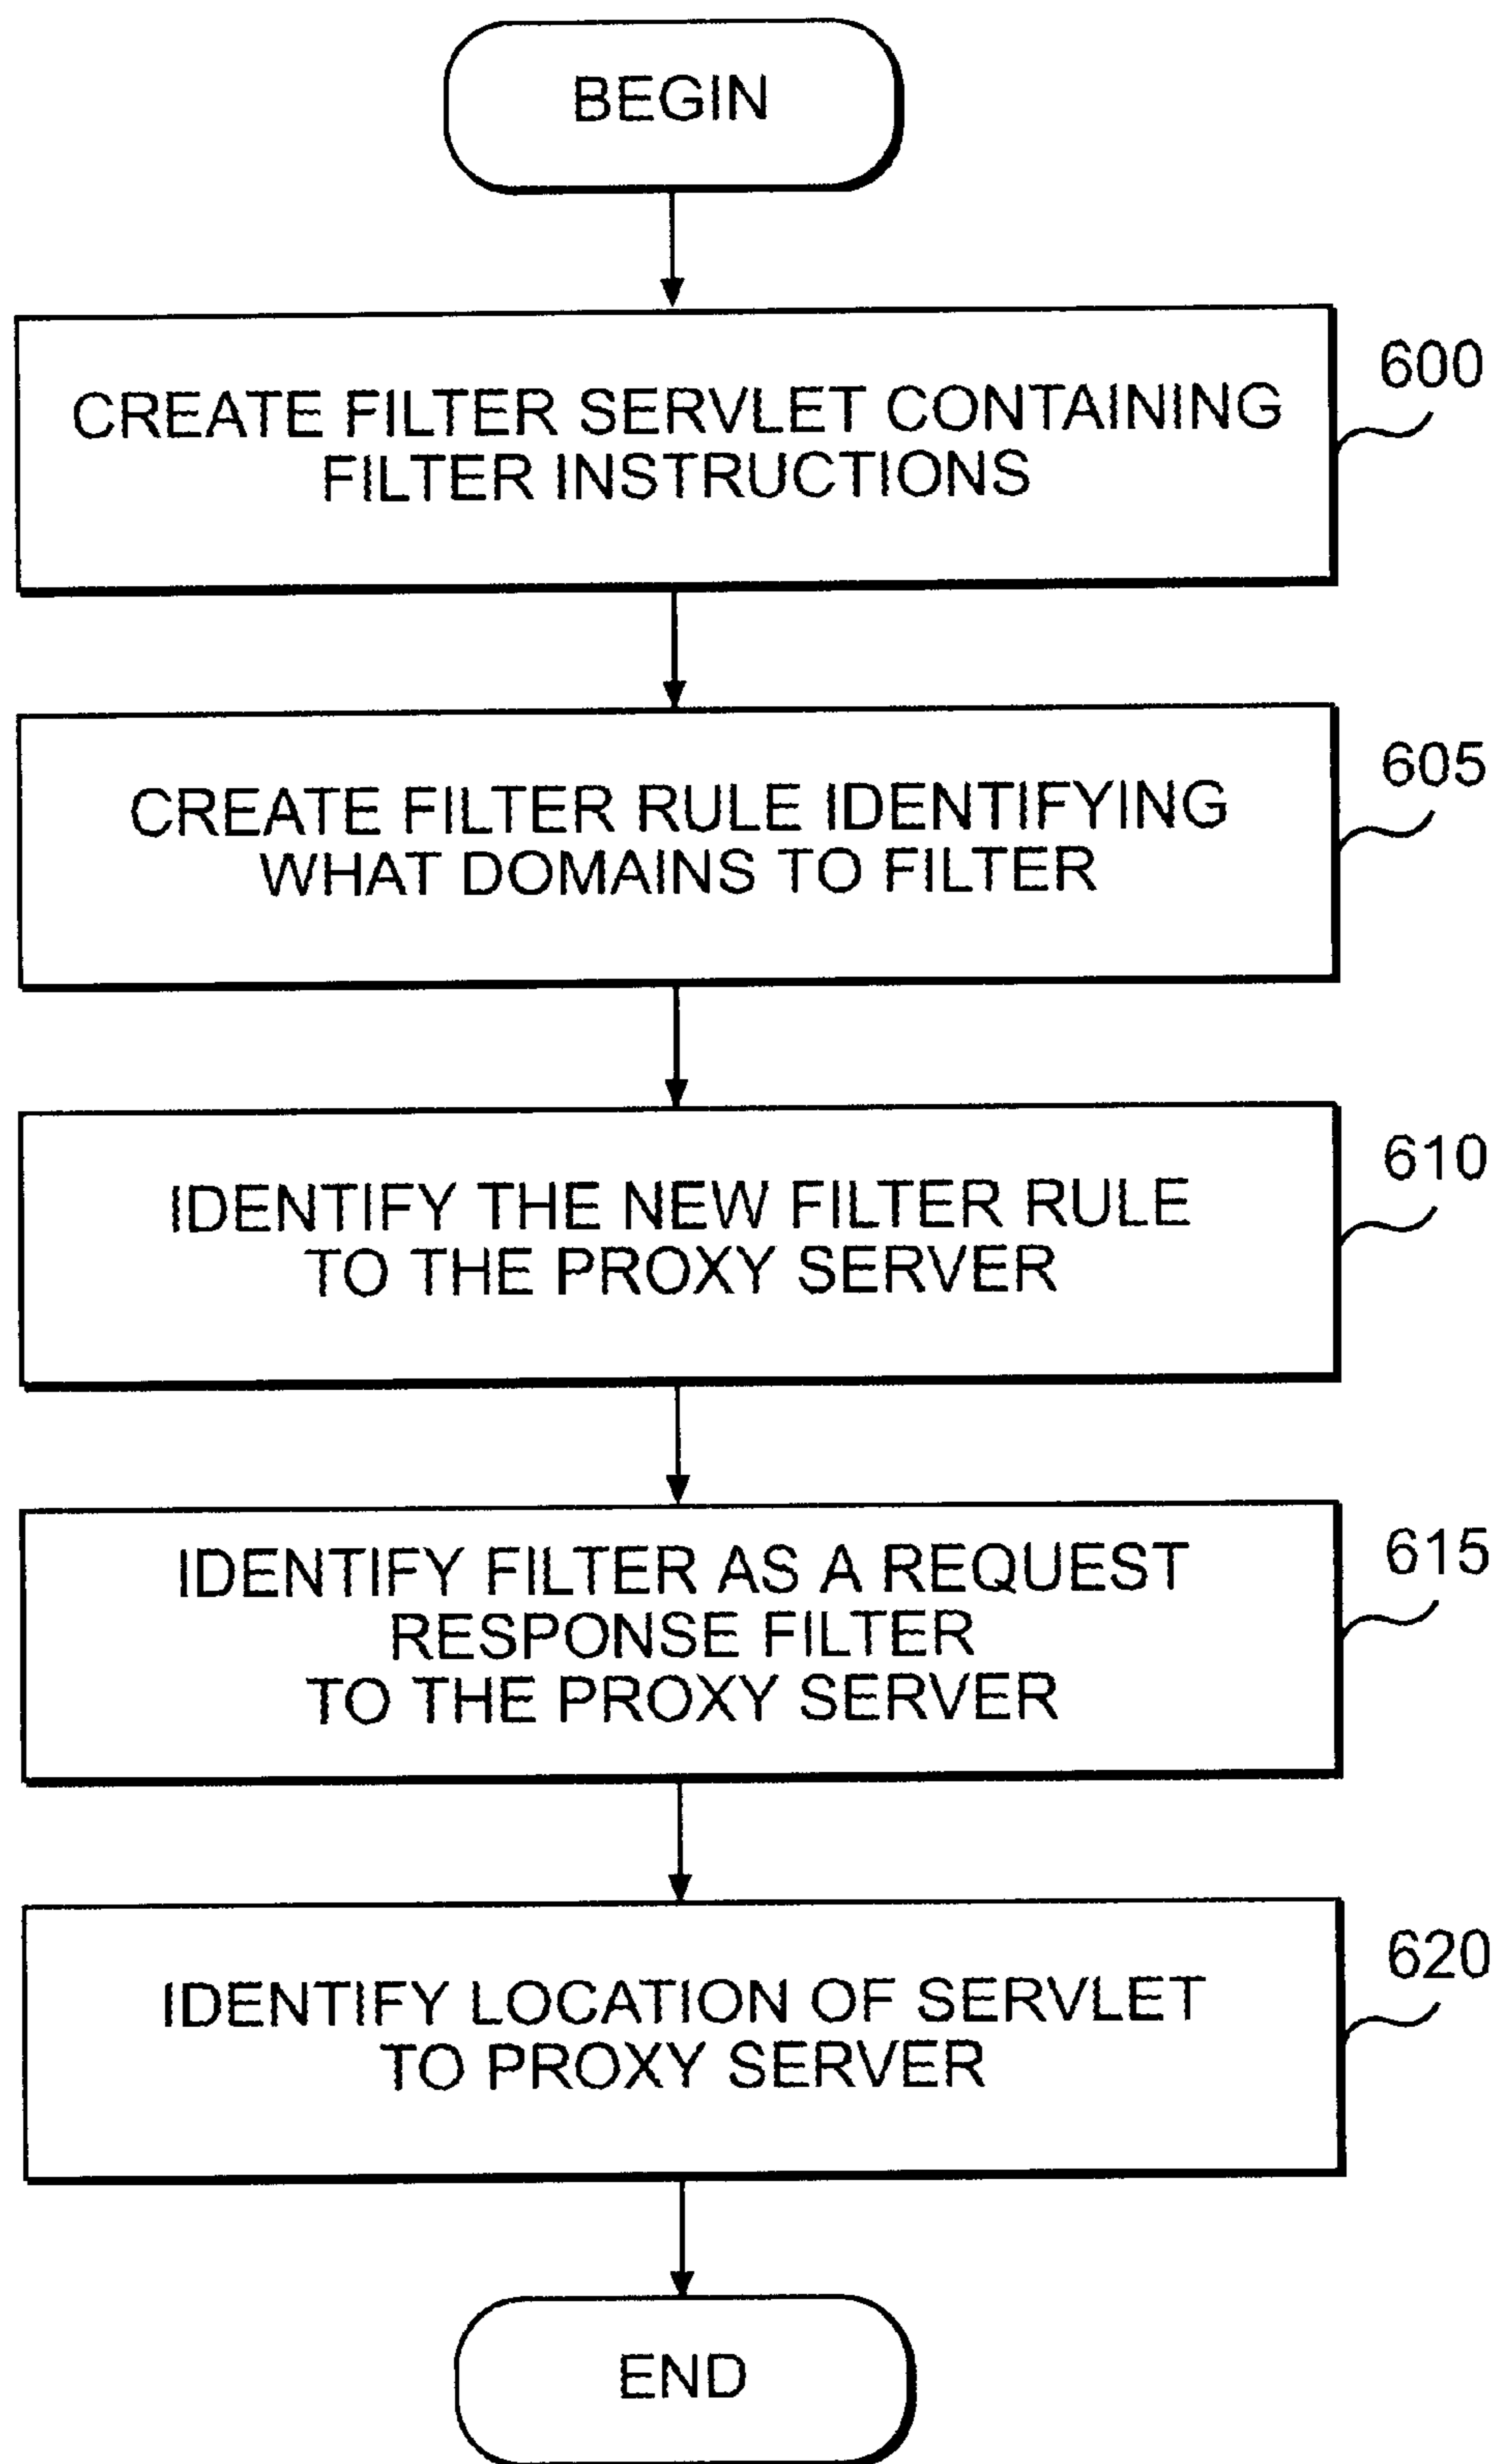 BEGIN
CREATE FILTER SERVLET CONTAINING
FILTER INSTRUCTIONS
600
CREATE FILTER RULE IDENTIFYING
WHAT DOMAINS TO FILTER
605
IDENTIFY THE NEW FILTER RULE
TO THE PROXY SERVER
610
IDENTIFY FILTER AS A REQUEST
RESPONSE FILTER
TO THE PROXY SERVER
615
IDENTIFY LOCATION OF SERVLET
TO PROXY SERVER
620
END